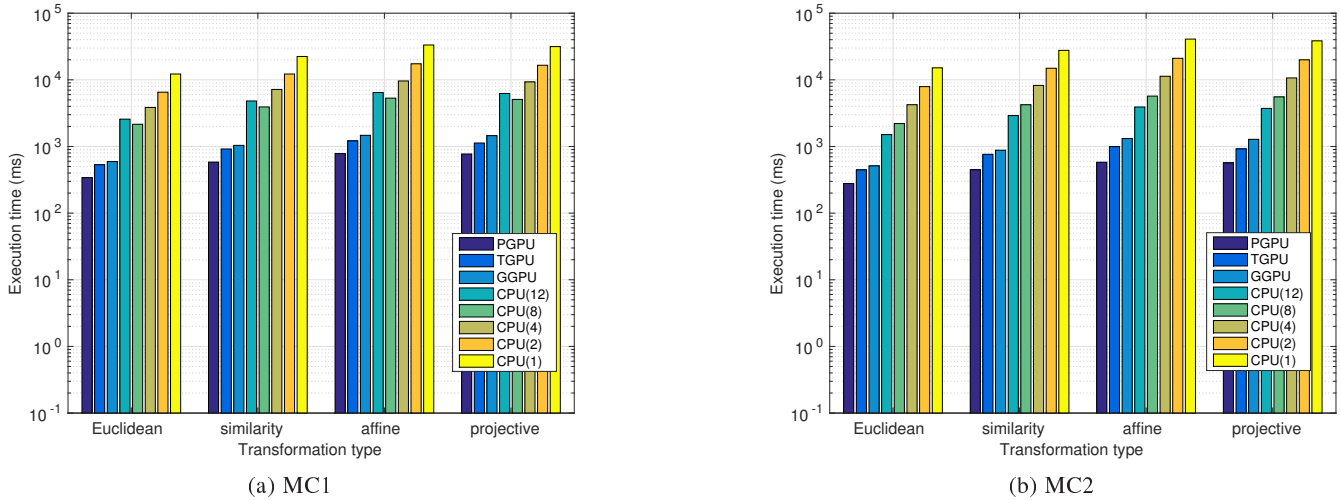 10^5
10^4
10^3
10^2
10^1
10^0
10^-1
Execution time (ms)
PGPU
TGPU
GGPU
CPU(12)
CPU(8)
CPU(4)
CPU(2)
CPU(1)
Euclidean similarity affine projective
Transformation type
(a) MC1
10^5
10^4
10^3
10^2
10^1
10^0
10^-1
Execution time (ms)
PGPU
TGPU
GGPU
CPU(12)
CPU(8)
CPU(4)
CPU(2)
CPU(1)
Euclidean similarity affine projective
Transformation type
(b) MC2